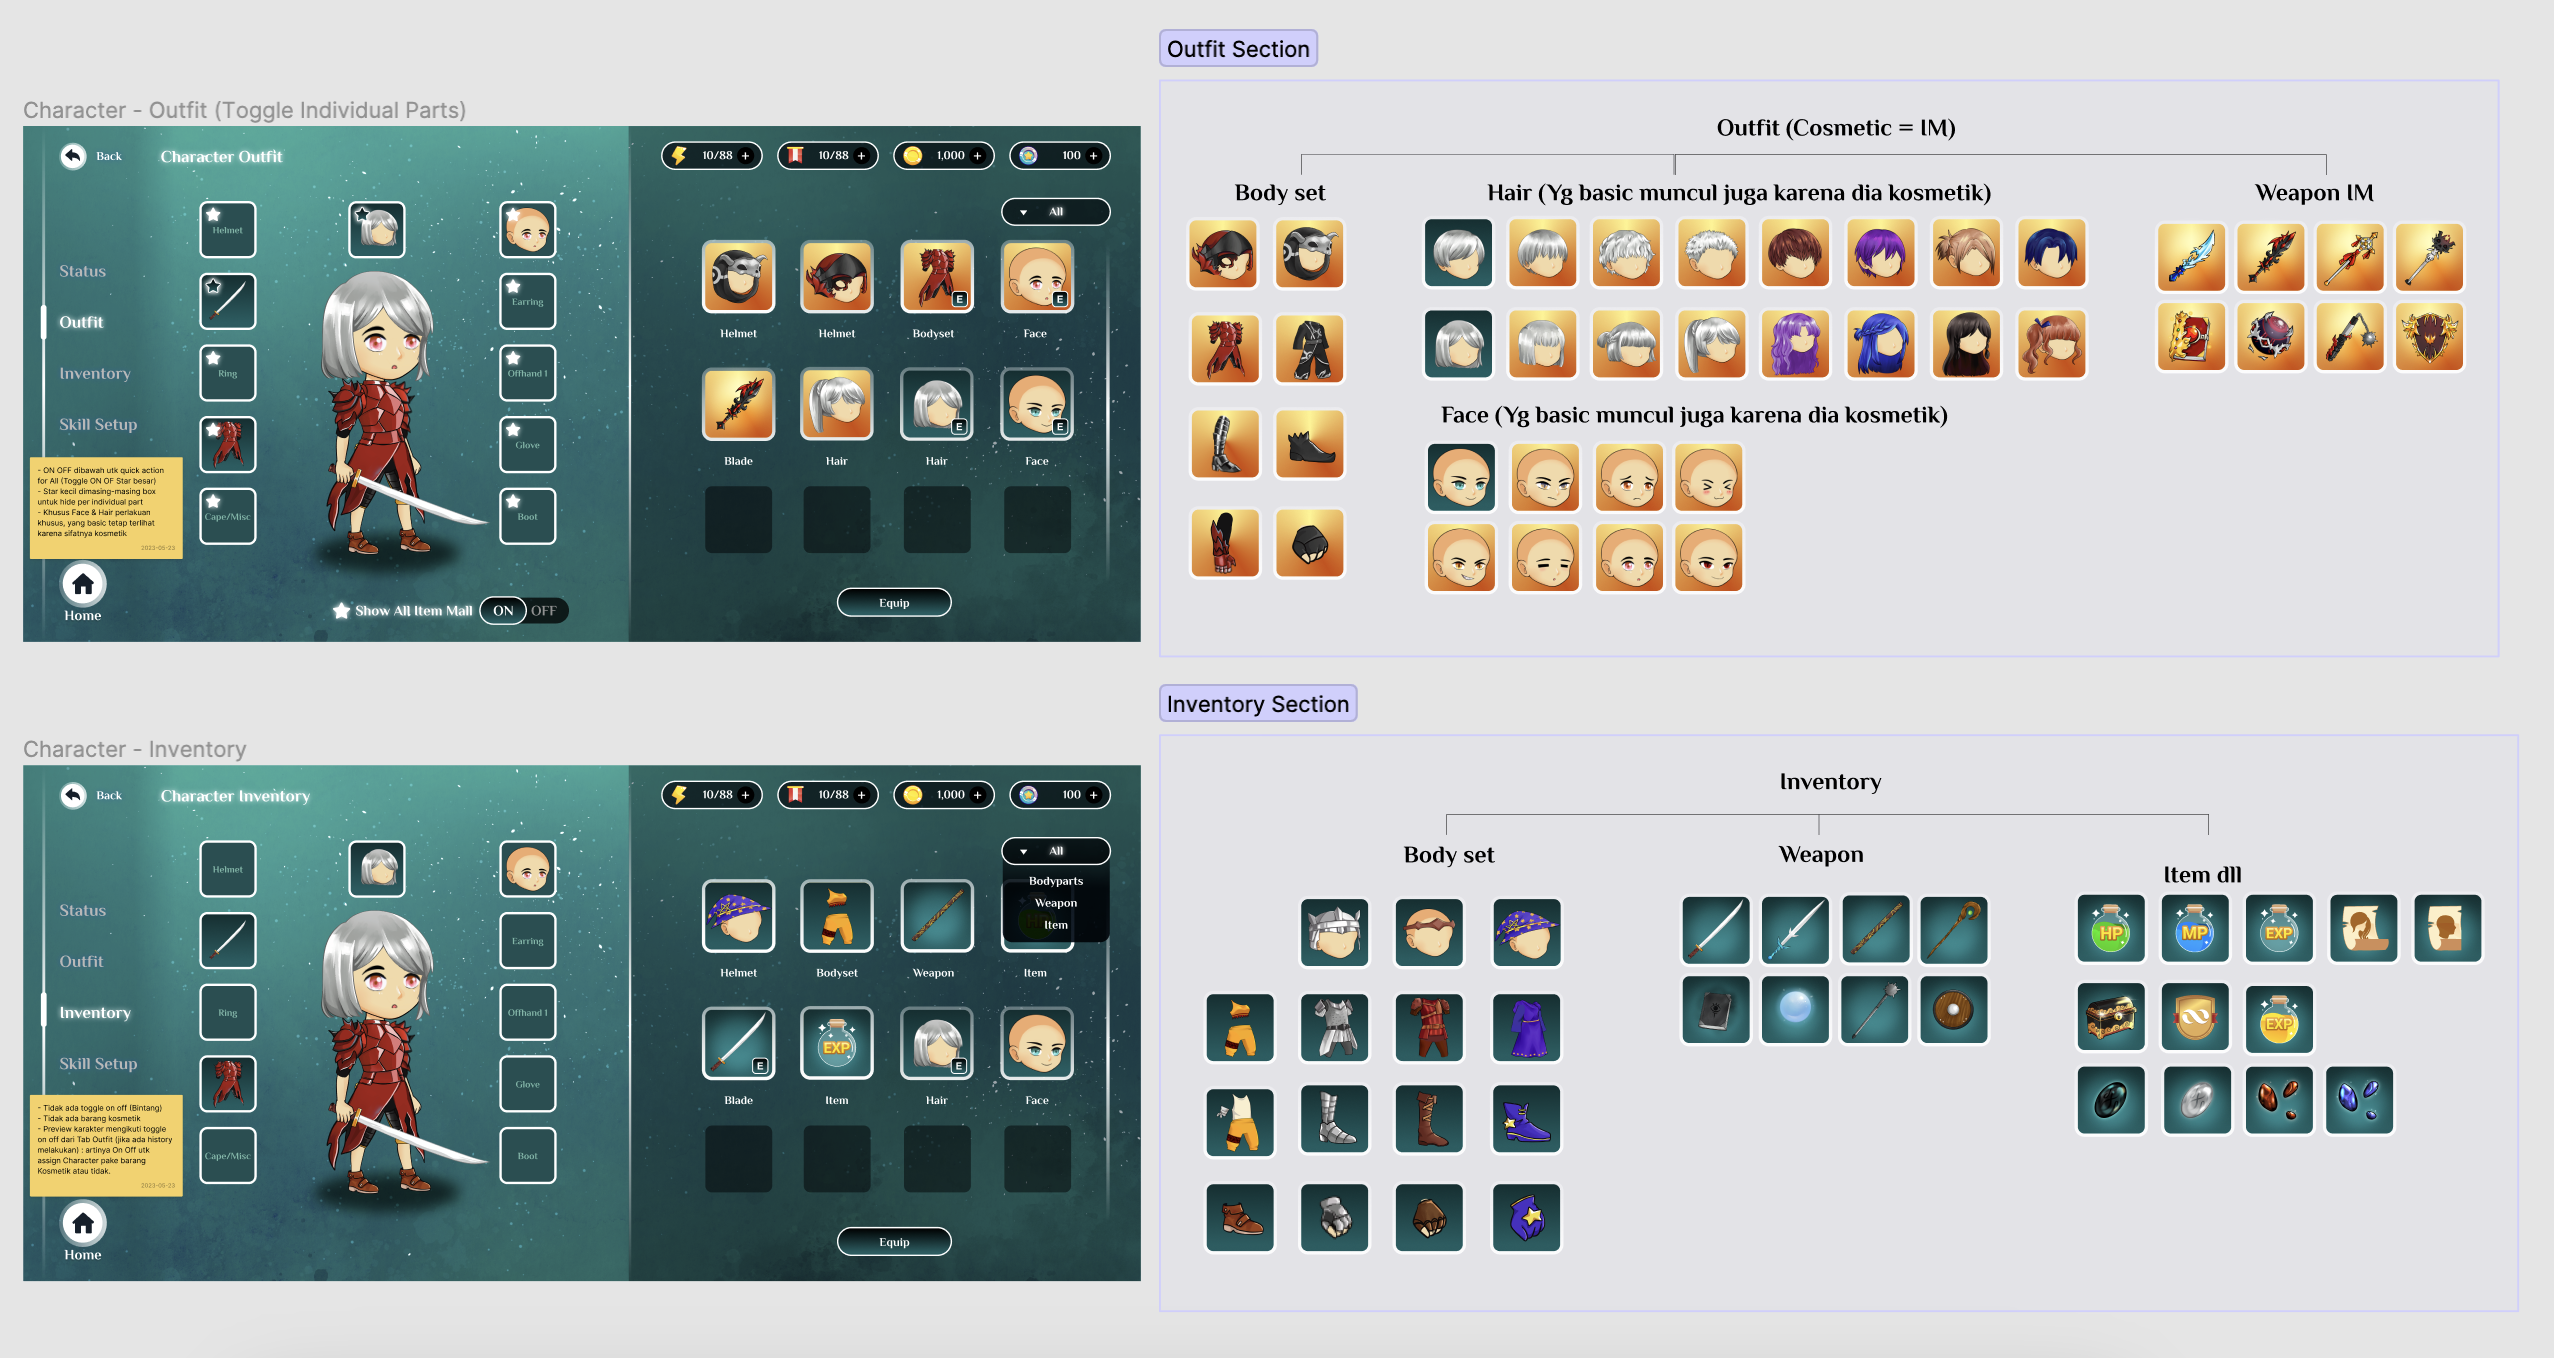 Outfit Section
Character - Outfit (Toggle Individual Parts)
Back
Character Outfit
10/88 +
10/88 +
1,000 +
100 +
All
Status
Outfit
Inventory
Skill Setup
- ON OFF dibawah utk quick action
for All (Toggle ON OF Star besar)
- Star kecil dimasing-masing box
untuk hide per individual part
- Khusus Face & Hair perlakuan
khusus, yang basic tetap terlihat
karena sifatnya kosmetik
2023-05-23
Home
Helmet
Ring
Cape/Misc
Earring
Offhand 1
Glove
Boot
Show All Item Mall ON OFF
E
E
Helmet
Helmet
Bodyset
Face
E
E
Blade
Hair
Hair
Face
Equip
Outfit (Cosmetic = IM)
Body set
Hair (Yg basic muncul juga karena dia kosmetik)
Weapon IM
Face (Yg basic muncul juga karena dia kosmetik)
Inventory Section
Character - Inventory
Back
Character Inventory
10/88 +
10/88 +
1,000 +
100 +
All
Bodyparts
Weapon
Item
Status
Outfit
Inventory
Skill Setup
- Tidak ada toggle on off (Bintang)
- Tidak ada barang kosmetik
- Preview karakter mengikuti toggle
on off dari Tab Outfit (jika ada history
melakukan) : artinya On Off utk
assign Character pake barang
Kosmetik atau tidak.
2023-05-23
Home
Helmet
Ring
Cape/Misc
Earring
Offhand 1
Glove
Boot
HP
Helmet
Bodyset
Weapon
Item
E
EXP
E
Blade
Item
Hair
Face
Equip
Inventory
Body set
Weapon
Item dll
HP
MP
EXP
EXP